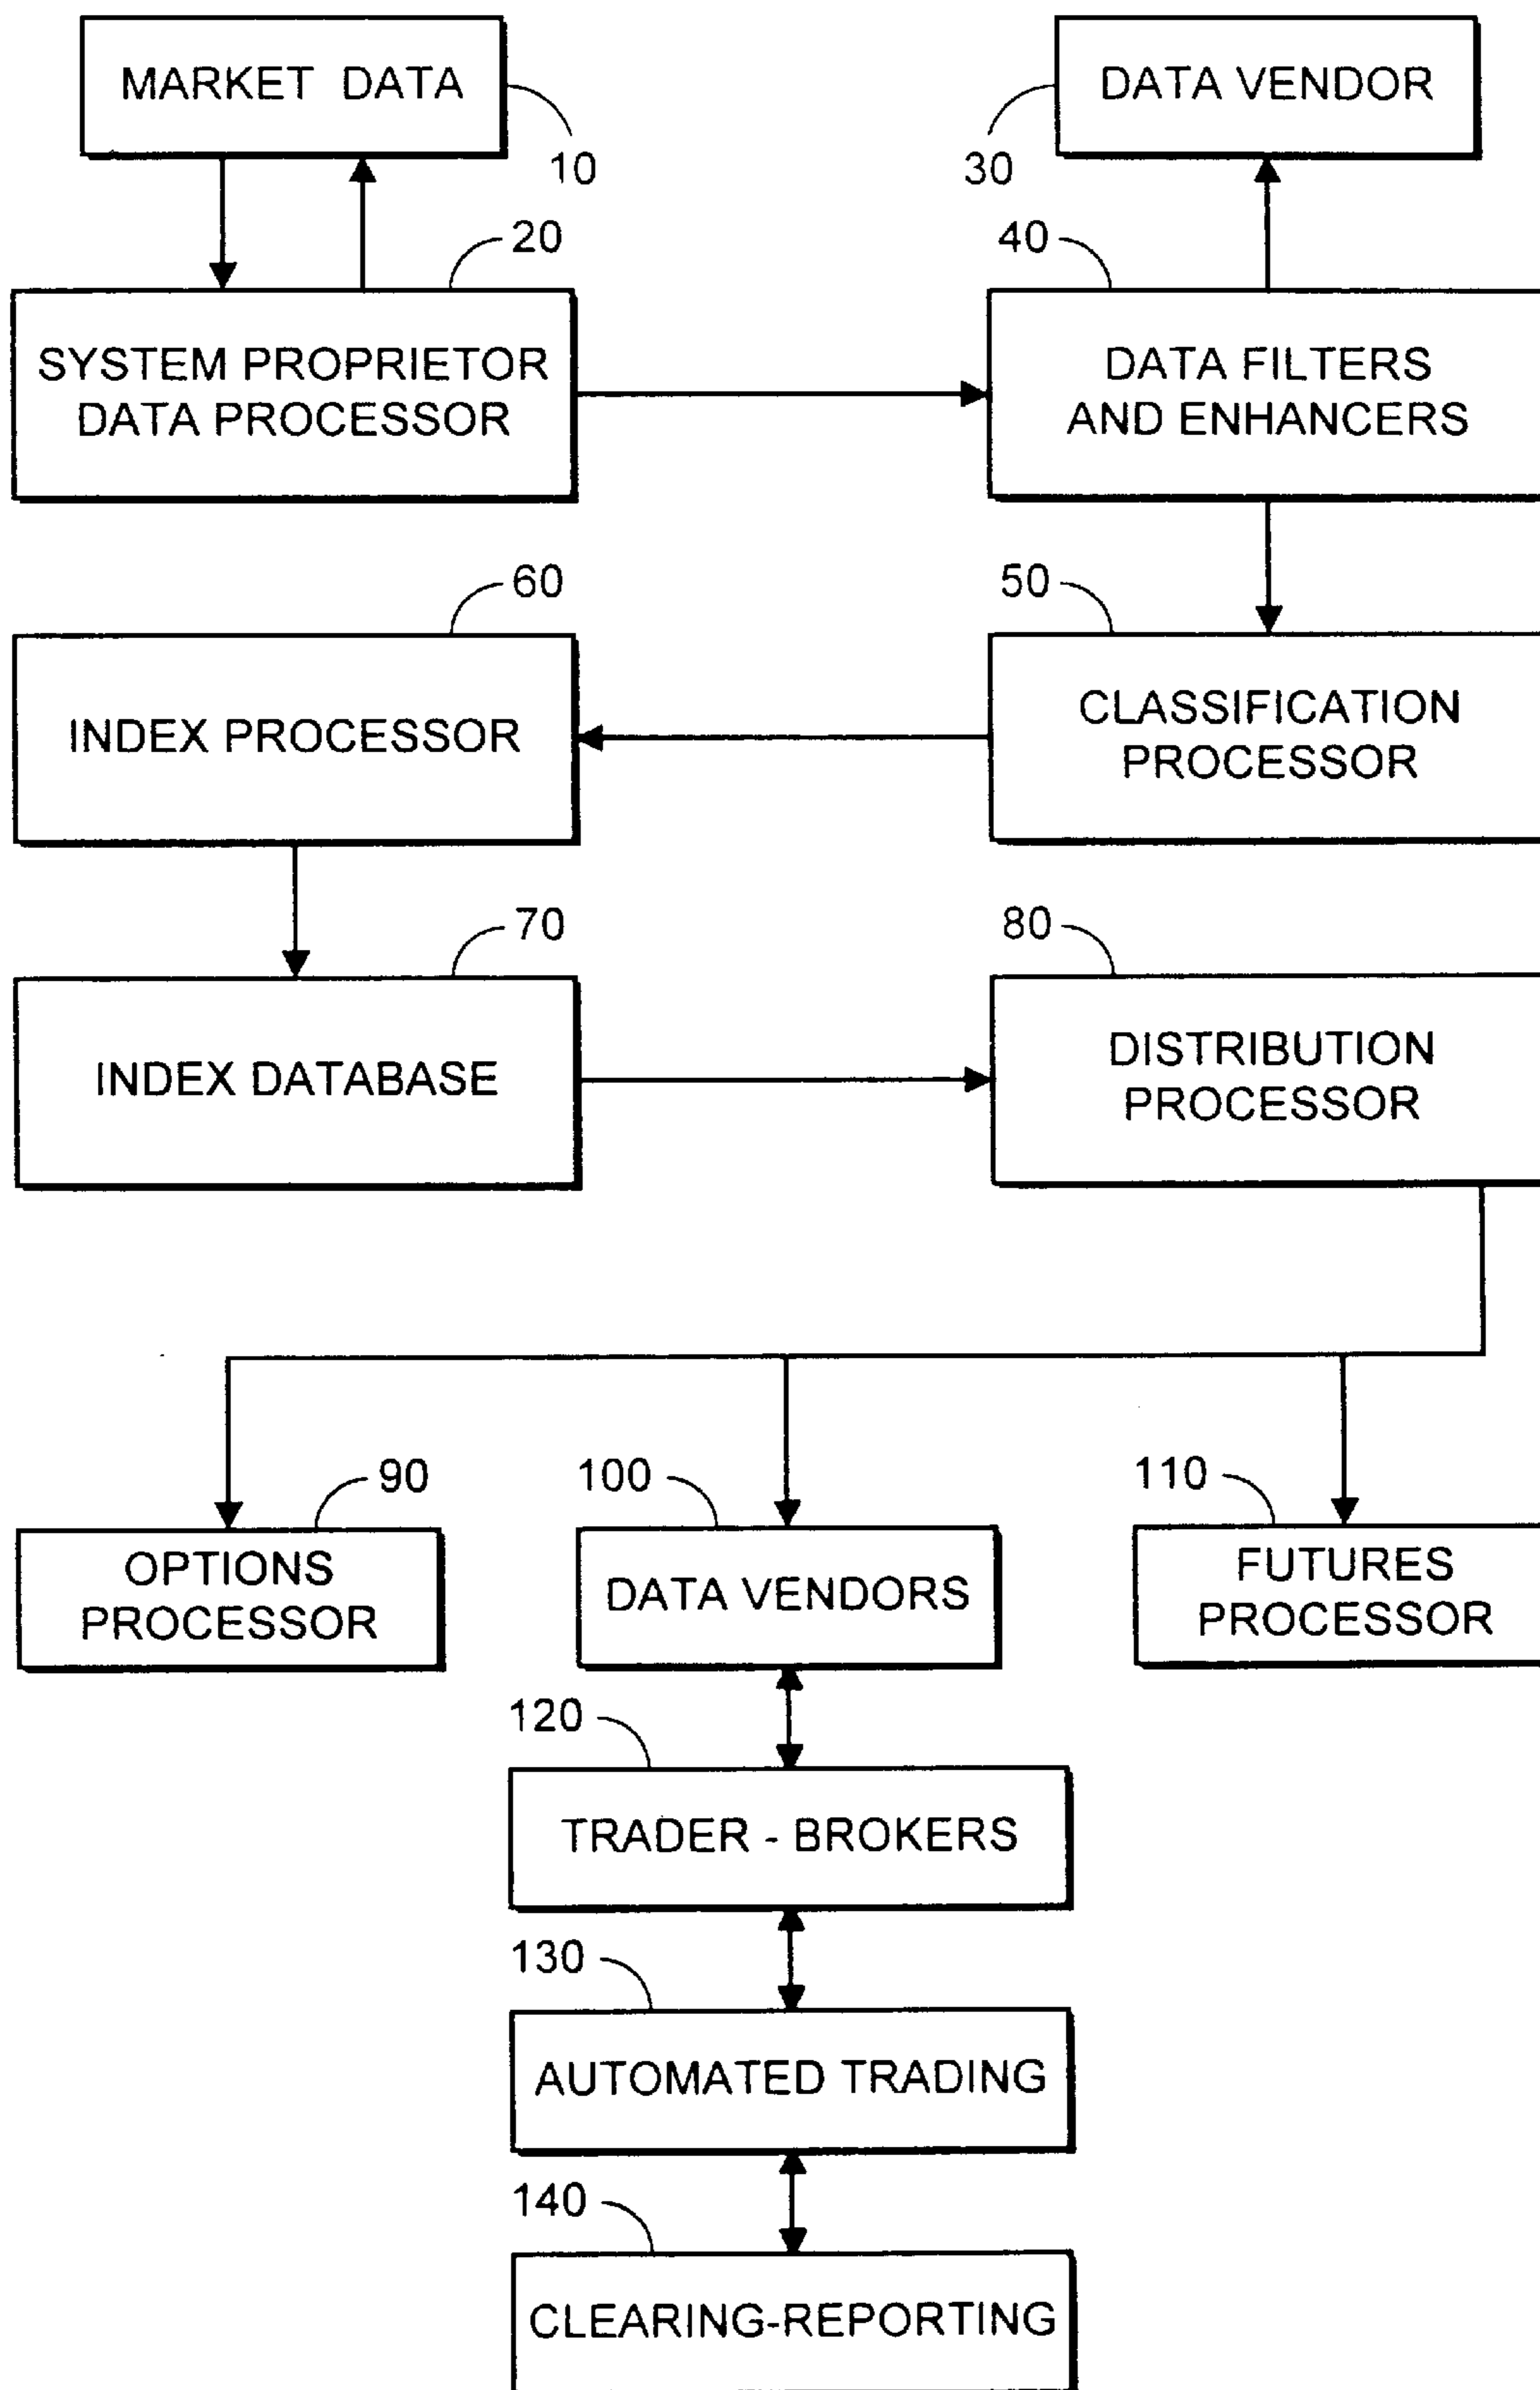 MARKET DATA
10
DATA VENDOR
30
20
SYSTEM PROPRIETOR
DATA PROCESSOR
40
DATA FILTERS
AND ENHANCERS
60
INDEX PROCESSOR
50
CLASSIFICATION
PROCESSOR
70
INDEX DATABASE
80
DISTRIBUTION
PROCESSOR
90
OPTIONS
PROCESSOR
100
DATA VENDORS
110
FUTURES
PROCESSOR
120
TRADER - BROKERS
130
AUTOMATED TRADING
140
CLEARING-REPORTING